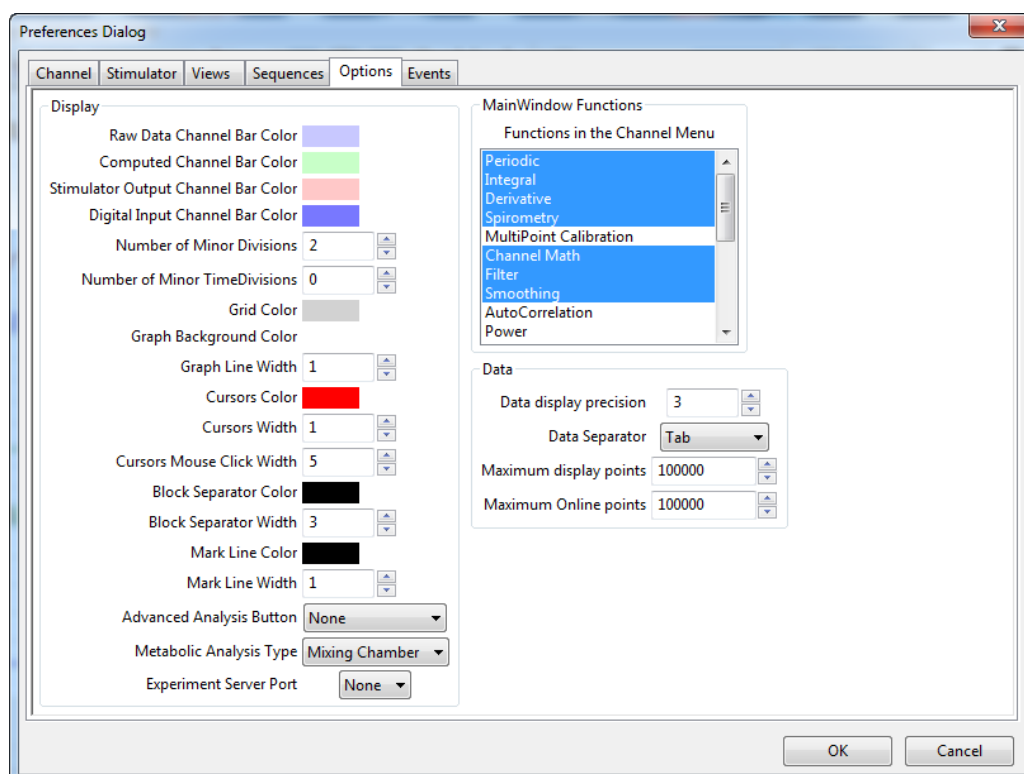 Preferences Dialog
Channel Stimulator Views Sequences Options Events
Display
Raw Data Channel Bar Color
Computed Channel Bar Color
Stimulator Output Channel Bar Color
Digital Input Channel Bar Color
Number of Minor Divisions 2
Number of Minor TimeDivisions 0
Grid Color
Graph Background Color
Graph Line Width 1
Cursors Color
Cursors Width 1
Cursors Mouse Click Width 5
Block Separator Color
Block Separator Width 3
Mark Line Color
Mark Line Width 1
Advanced Analysis Button None
Metabolic Analysis Type Mixing Chamber
Experiment Server Port None
MainWindow Functions
Functions in the Channel Menu
Periodic
Integral
Derivative
Spirometry
MultiPoint Calibration
Channel Math
Filter
Smoothing
AutoCorrelation
Power
Data
Data display precision 3
Data Separator Tab
Maximum display points 100000
Maximum Online points 100000
OK Cancel